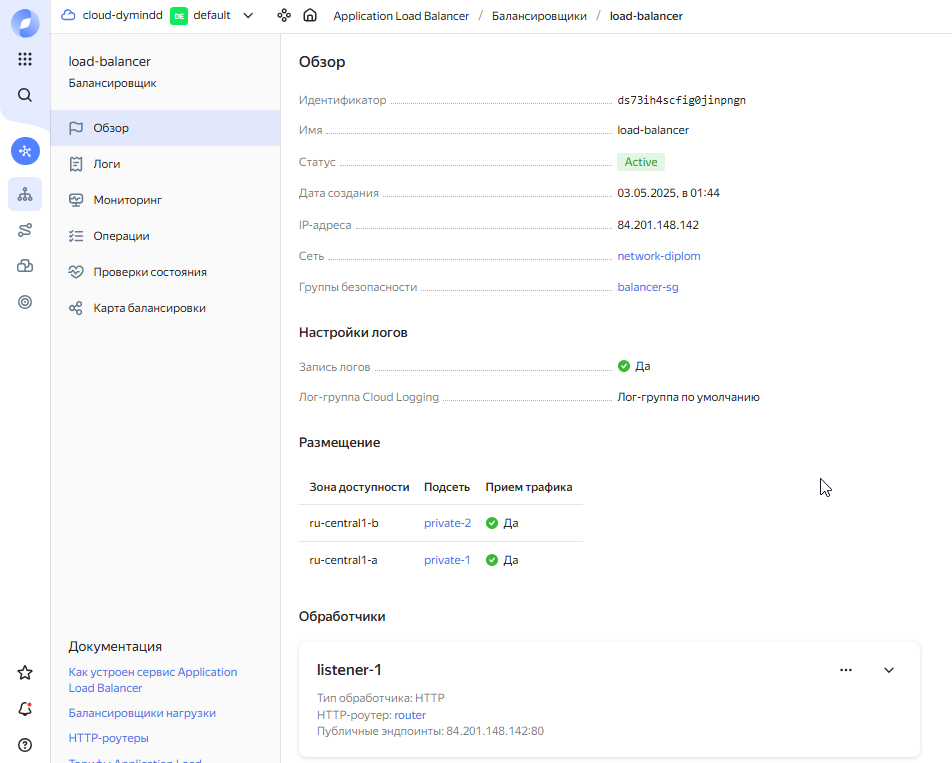 cloud-dymindd DE default
Application Load Balancer / Балансировщики / load-balancer
load-balancer
Балансировщик
Обзор
Логи
Мониторинг
Операции
Проверки состояния
Карта балансировки
Документация
Как устроен сервис Application
Load Balancer
Балансировщики нагрузки
HTTP-роутеры
Тарифы Application Load
Обзор
Идентификатор ds73ih4scfig0jinpngn
Имя load-balancer
Статус Active
Дата создания 03.05.2025, в 01:44
IP-адреса 84.201.148.142
Сеть network-diplom
Группы безопасности balancer-sg
Настройки логов
Запись логов Да
Лог-группа Cloud Logging Лог-группа по умолчанию
Размещение
Зона доступности Подсеть Прием трафика
ru-central1-b private-2 Да
ru-central1-a private-1 Да
Обработчики
listener-1
Тип обработчика: HTTP
HTTP-роутер: router
Публичные эндпоинты: 84.201.148.142:80